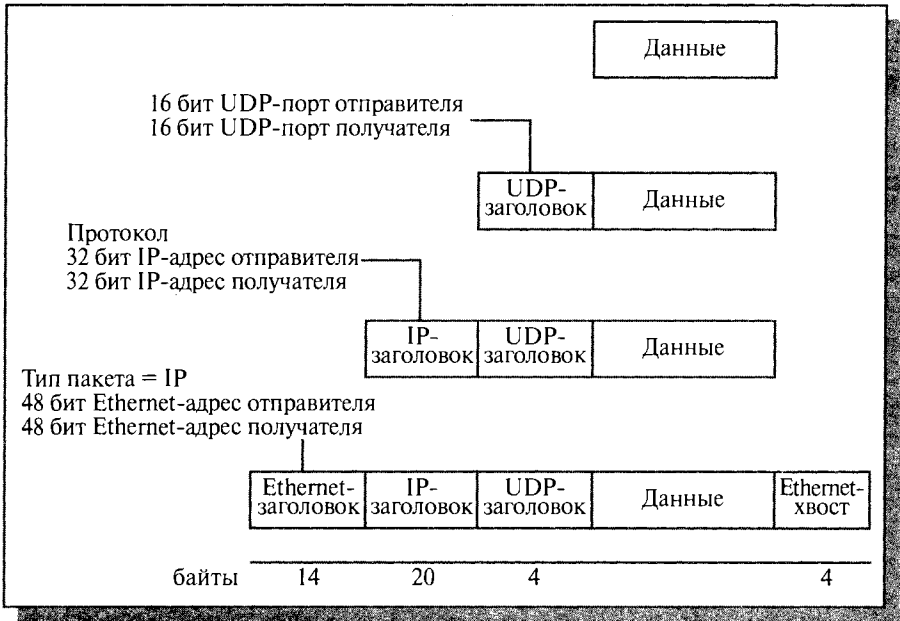 Данные
16 бит UDP-порт отправителя
16 бит UDP-порт получателя
UDP-
заголовок
Данные
Протокол
32 бит IP-адрес отправителя
32 бит IP-адрес получателя
IP-
заголовок
UDP-
заголовок
Данные
Тип пакета = IP
48 бит Ethernet-адрес отправителя
48 бит Ethernet-адрес получателя
Ethernet-
заголовок
IP-
заголовок
UDP-
заголовок
Данные
Ethernet-
хвост
байты 14 20 4 4